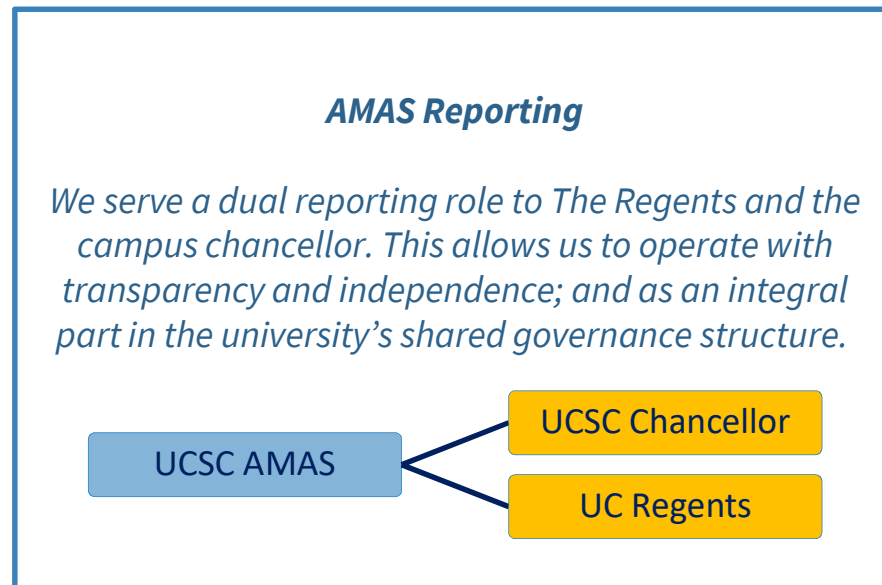 AMAS Reporting
We serve a dual reporting role to The Regents and the
campus chancellor. This allows us to operate with
transparency and independence; and as an integral
part in the university’s shared governance structure.
UCSC Chancellor
UCSC AMAS
UC Regents